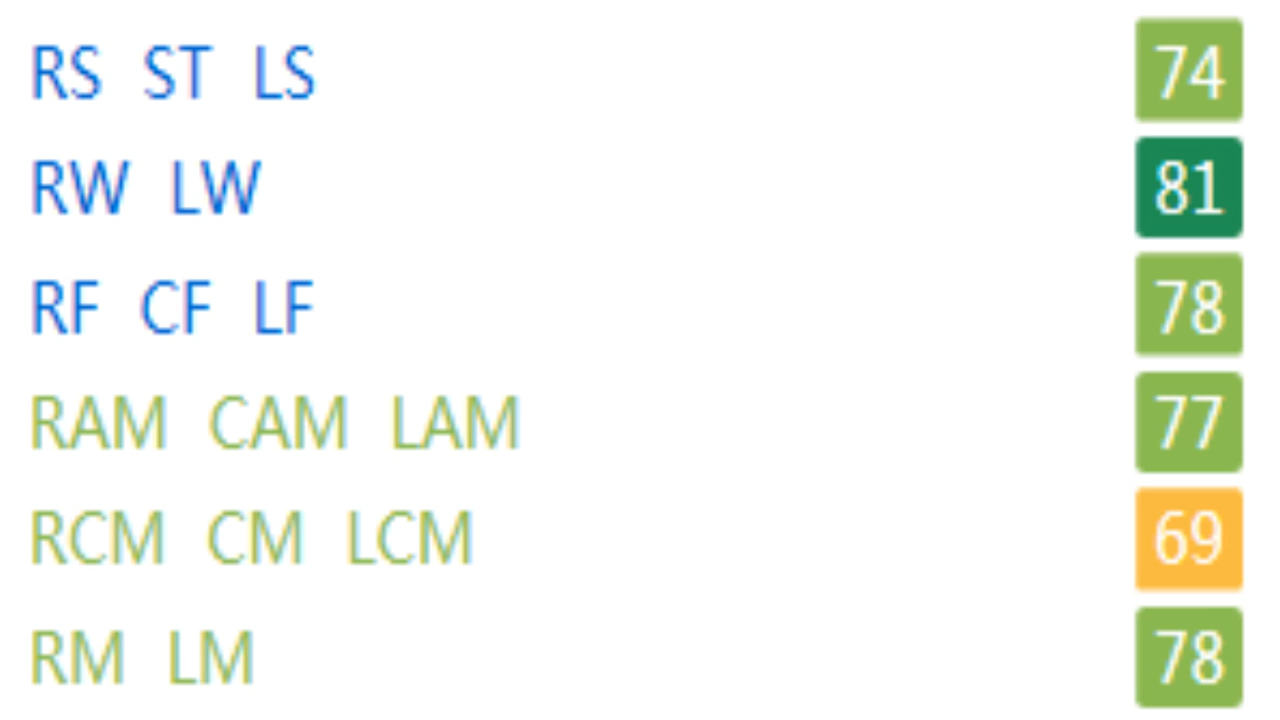 RS ST LS 74
RW LW 81
RF CF LF 78
RAM CAM LAM 77
RCM CM LCM 69
RM LM 78